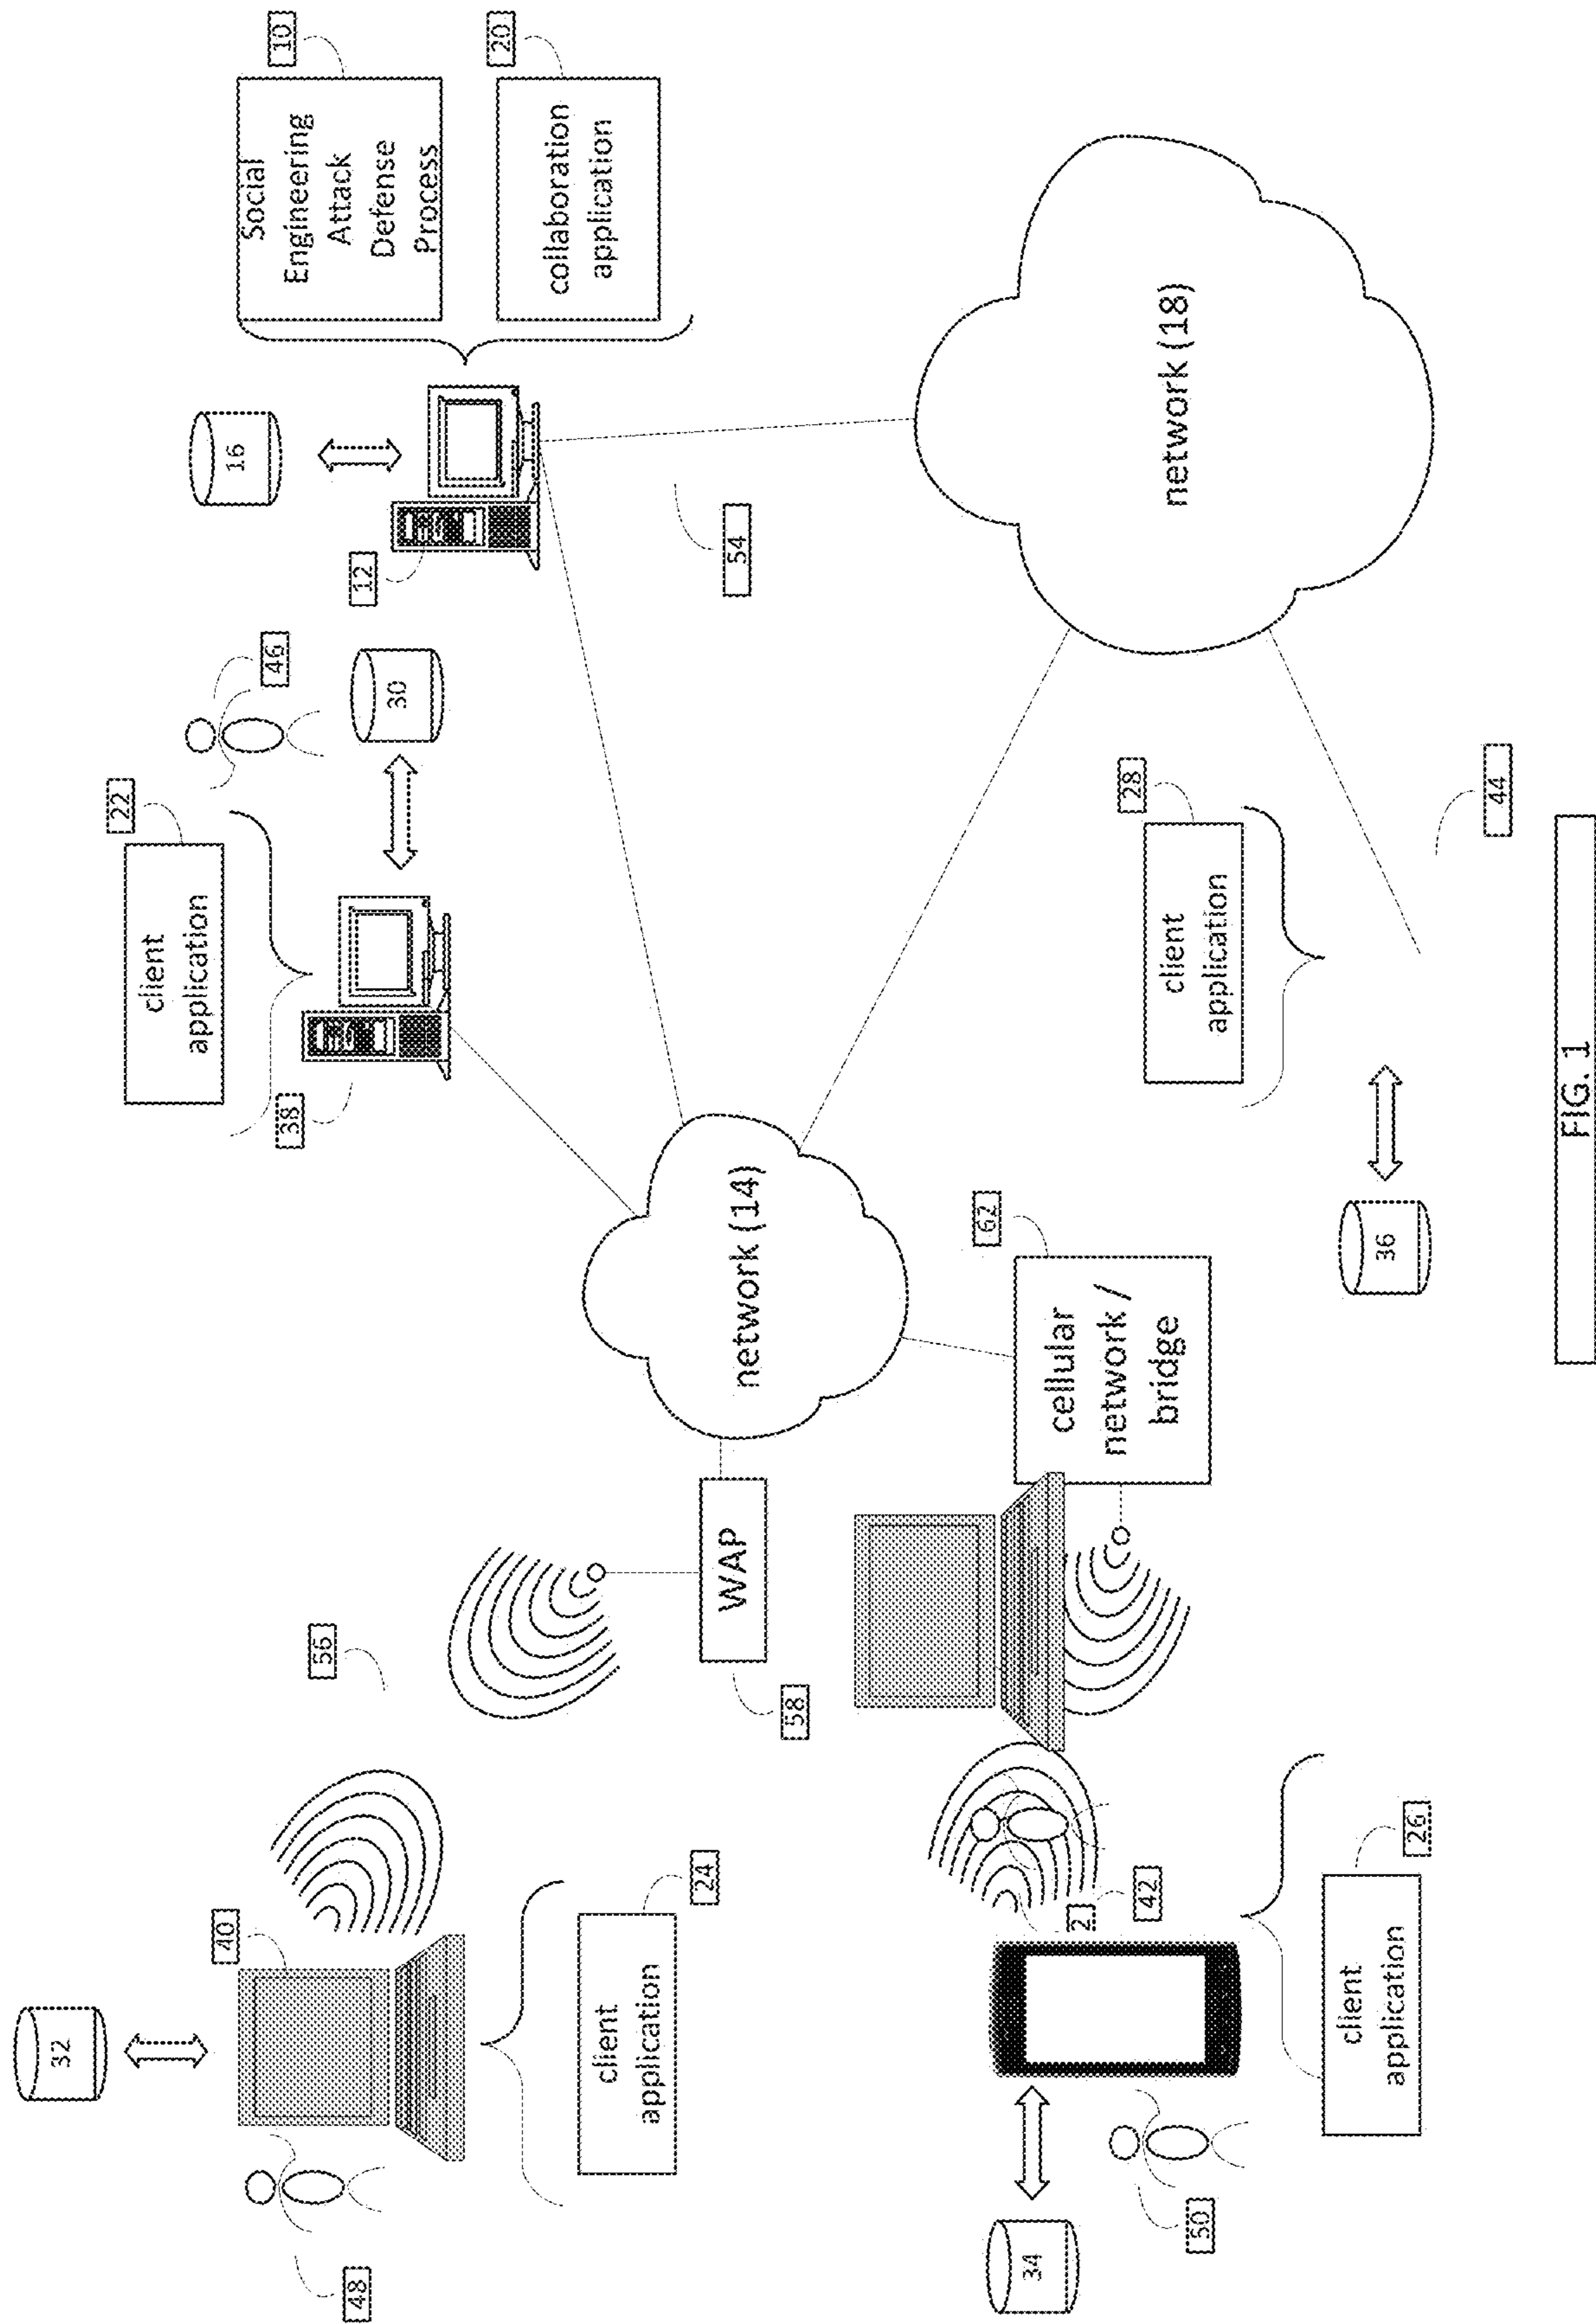 32
48
40
client
application
24
56
WAP
58
22
client
application
38
46
30
16
12
10
Social
Engineering
Attack
Defense
Process
20
collaboration
application
54
network (14)
network (18)
34
50
2
42
client
application
26
cellular
network /
bridge
62
36
client
application
28
44
FIG. 1